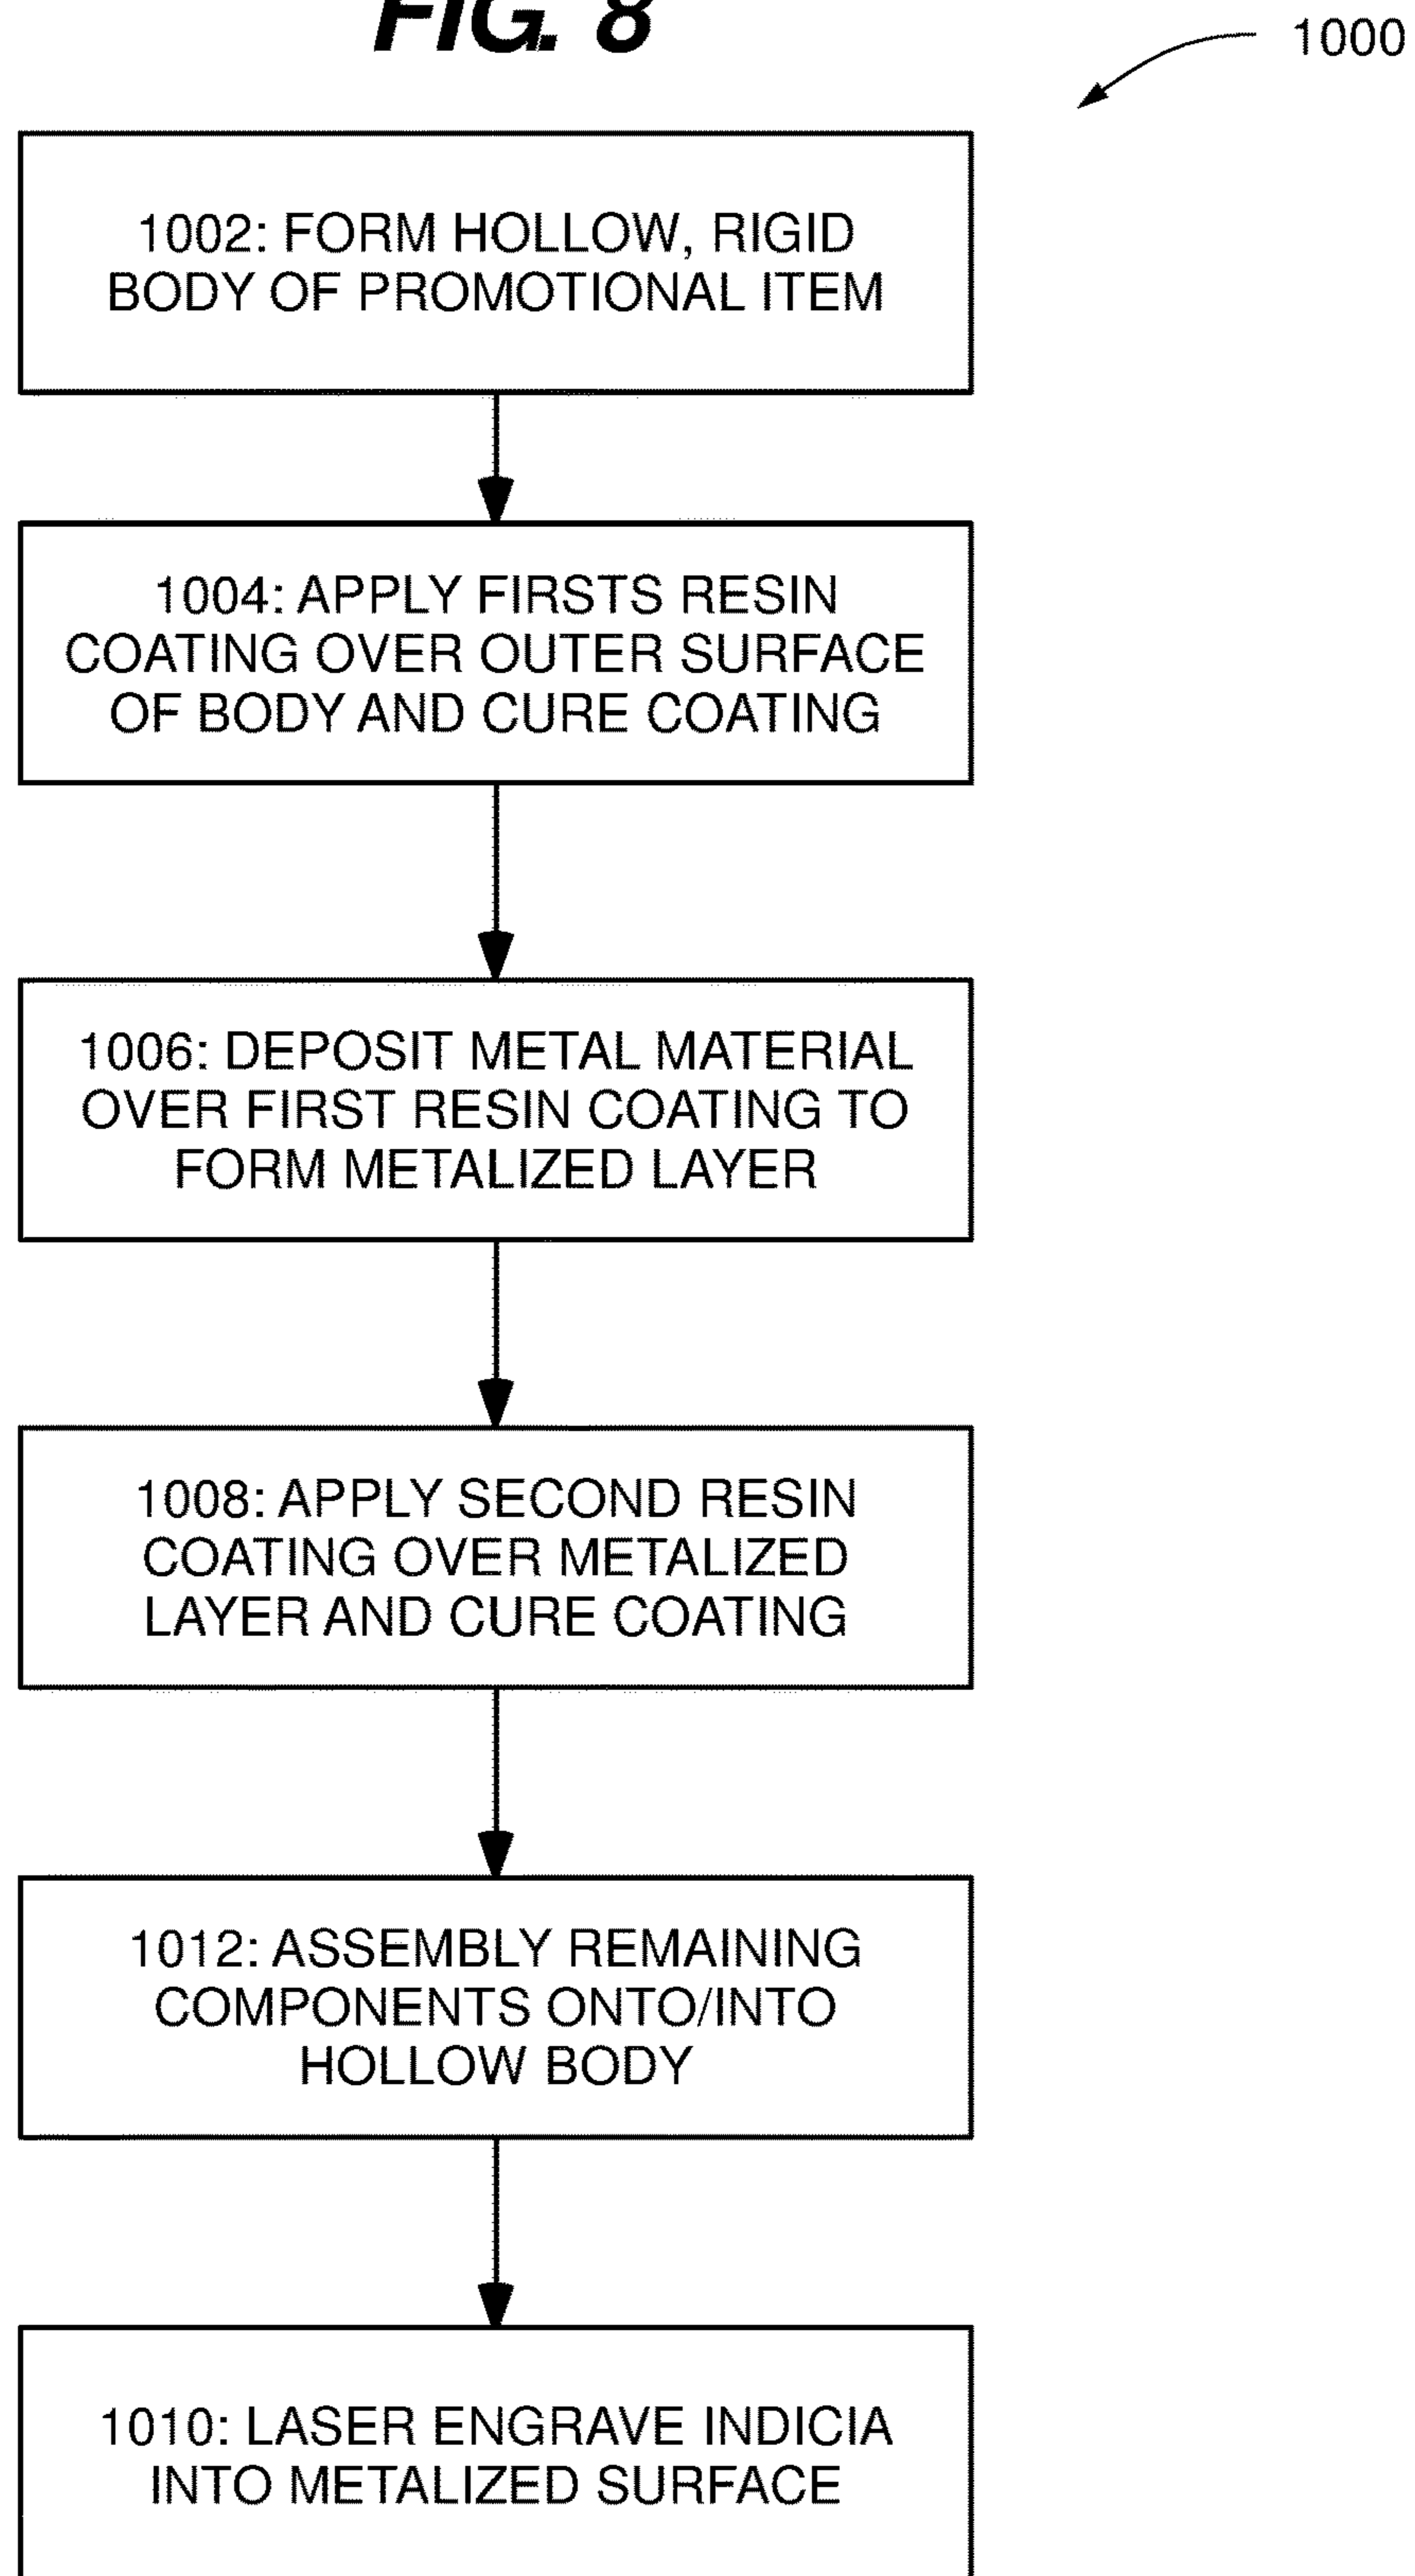 FIG. 8
1000
1002: FORM HOLLOW, RIGID
BODY OF PROMOTIONAL ITEM
1004: APPLY FIRSTS RESIN
COATING OVER OUTER SURFACE
OF BODY AND CURE COATING
1006: DEPOSIT METAL MATERIAL
OVER FIRST RESIN COATING TO
FORM METALIZED LAYER
1008: APPLY SECOND RESIN
COATING OVER METALIZED
LAYER AND CURE COATING
1012: ASSEMBLY REMAINING
COMPONENTS ONTO/INTO
HOLLOW BODY
1010: LASER ENGRAVE INDICIA
INTO METALIZED SURFACE